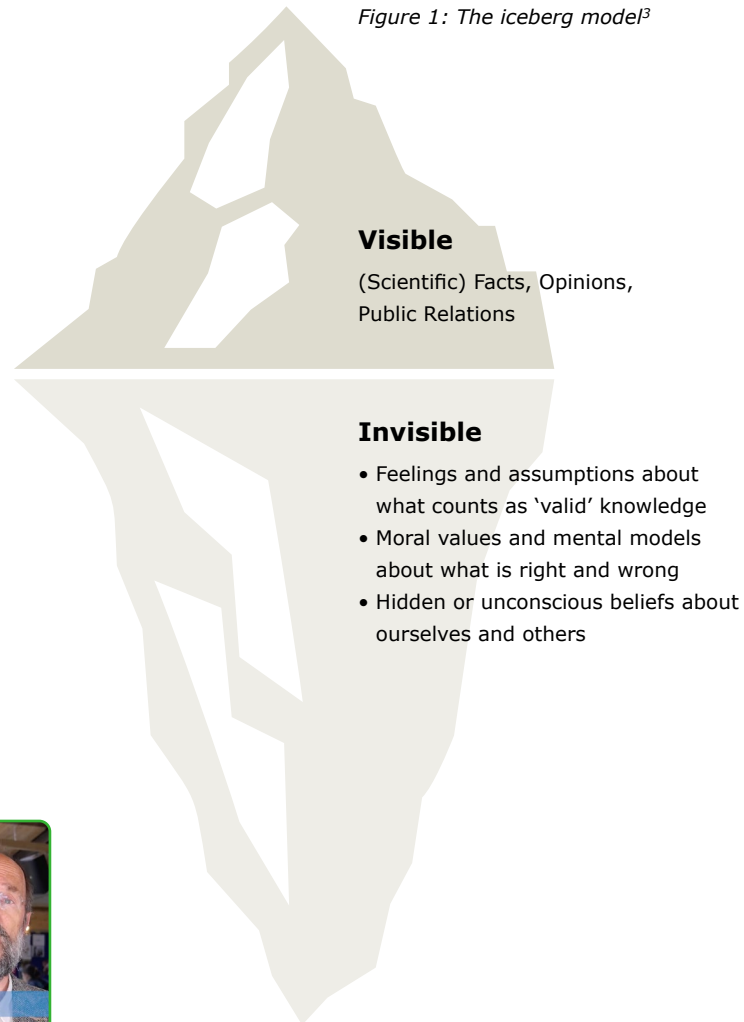 Figure 1: The iceberg model³
Visible
(Scientific) Facts, Opinions,
Public Relations
Invisible
• Feelings and assumptions about
what counts as ‘valid’ knowledge
• Moral values and mental models
about what is right and wrong
• Hidden or unconscious beliefs about
ourselves and others